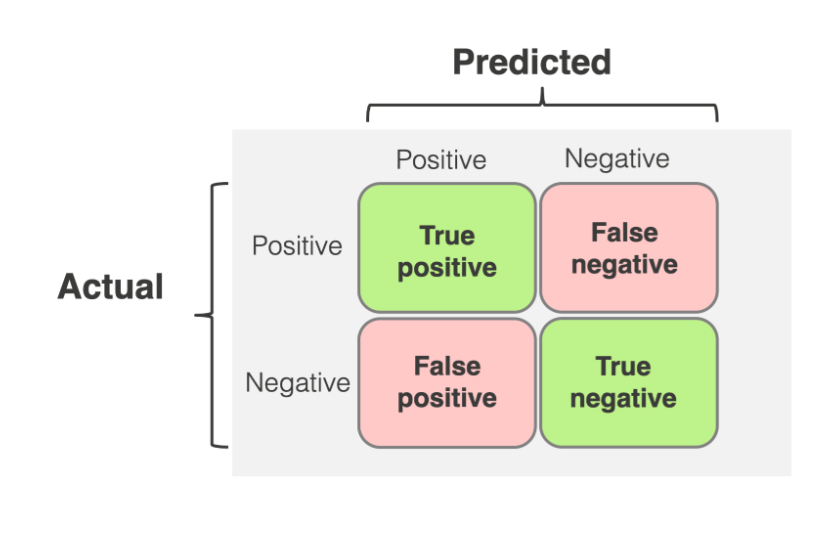 Predicted
Positive Negative
Positive
True
positive
False
negative
Actual
Negative
False
positive
True
negative